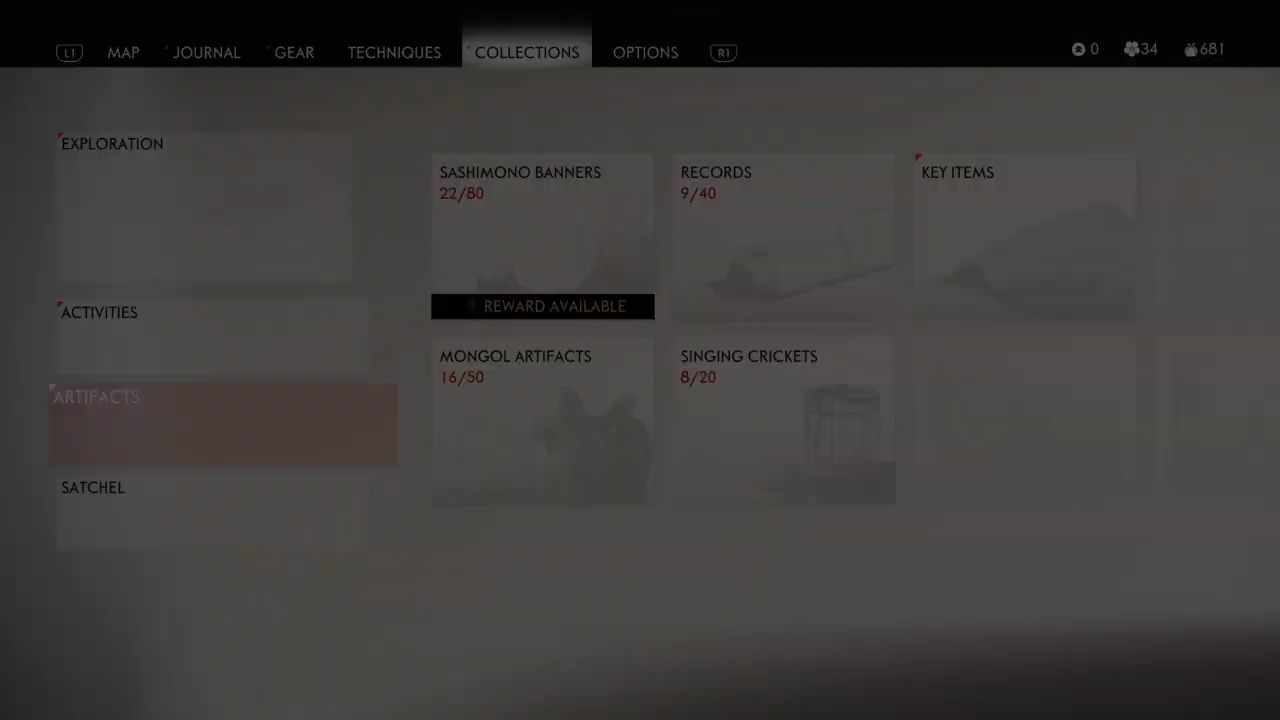 L1 MAP JOURNAL GEAR TECHNIQUES COLLECTIONS OPTIONS R1 0 34 681
EXPLORATION
ACTIVITIES
ARTIFACTS
SATCHEL
SASHIMONO BANNERS
22/80
REWARD AVAILABLE
RECORDS
9/40
KEY ITEMS
MONGOL ARTIFACTS
16/50
SINGING CRICKETS
8/20